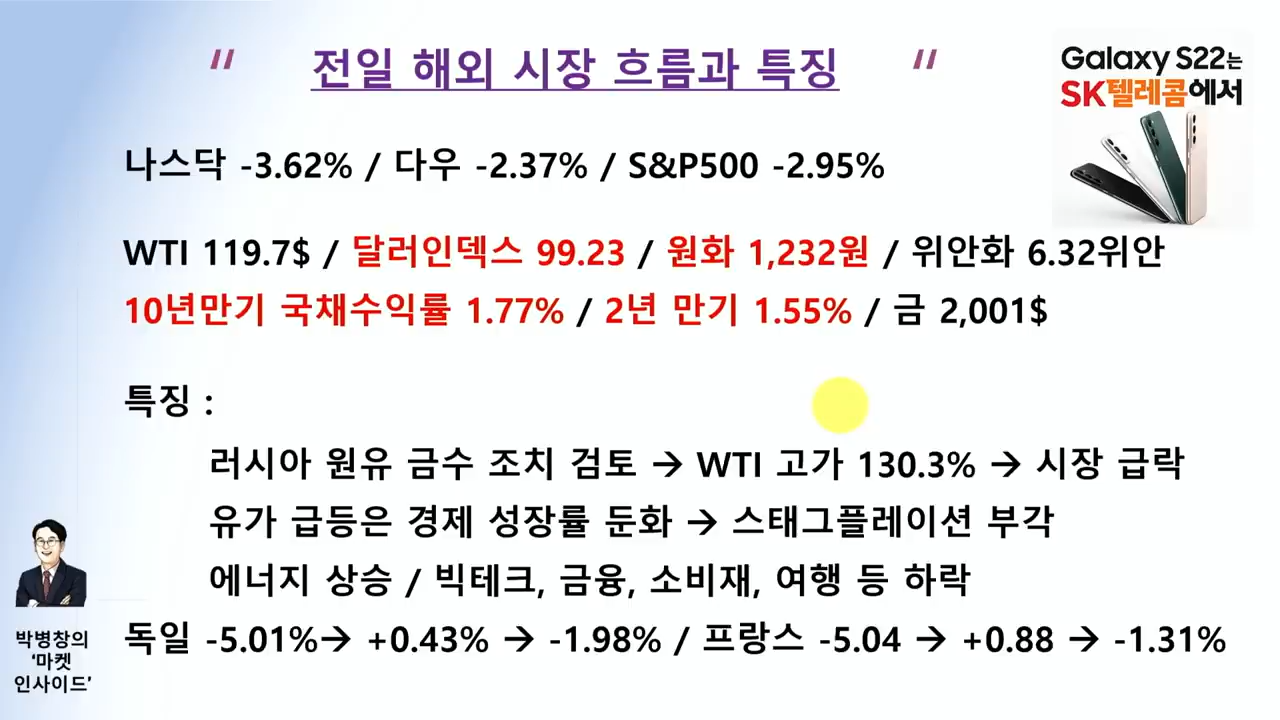 " 전일 해외 시장 흐름과 특징 "
Galaxy S22는
SK텔레콤에서
나스닥 -3.62% / 다우 -2.37% / S&P500 -2.95%
WTI 119.7$ / 달러인덱스 99.23 / 원화 1,232원 / 위안화 6.32위안
10년만기 국채수익률 1.77% / 2년 만기 1.55% / 금 2,001$
특징 :
러시아 원유 금수 조치 검토 → WTI 고가 130.3% → 시장 급락
유가 급등은 경제 성장률 둔화 → 스태그플레이션 부각
에너지 상승 / 빅테크, 금융, 소비재, 여행 등 하락
독일 -5.01%→ +0.43% → -1.98% / 프랑스 -5.04 → +0.88 → -1.31%
박병창의
‘마켓
인사이드’